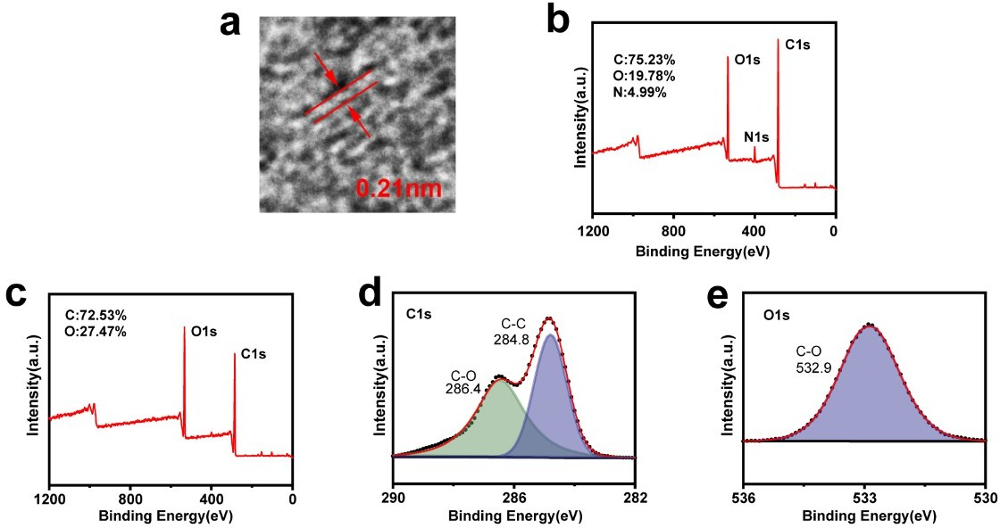 a
0.21nm
b
C:75.23%
O:19.78%
N:4.99%
O1s
C1s
N1s
Intensity(a.u.)
1200
800
400
0
Binding Energy(eV)
c
C:72.53%
O:27.47%
O1s
C1s
Intensity(a.u.)
1200
800
400
0
Binding Energy(eV)
d
C1s
C-C
284.8
C-O
286.4
Intensity(a.u.)
290
286
282
Binding Energy(eV)
e
O1s
C-O
532.9
Intensity(a.u.)
536
533
530
Binding Energy(eV)